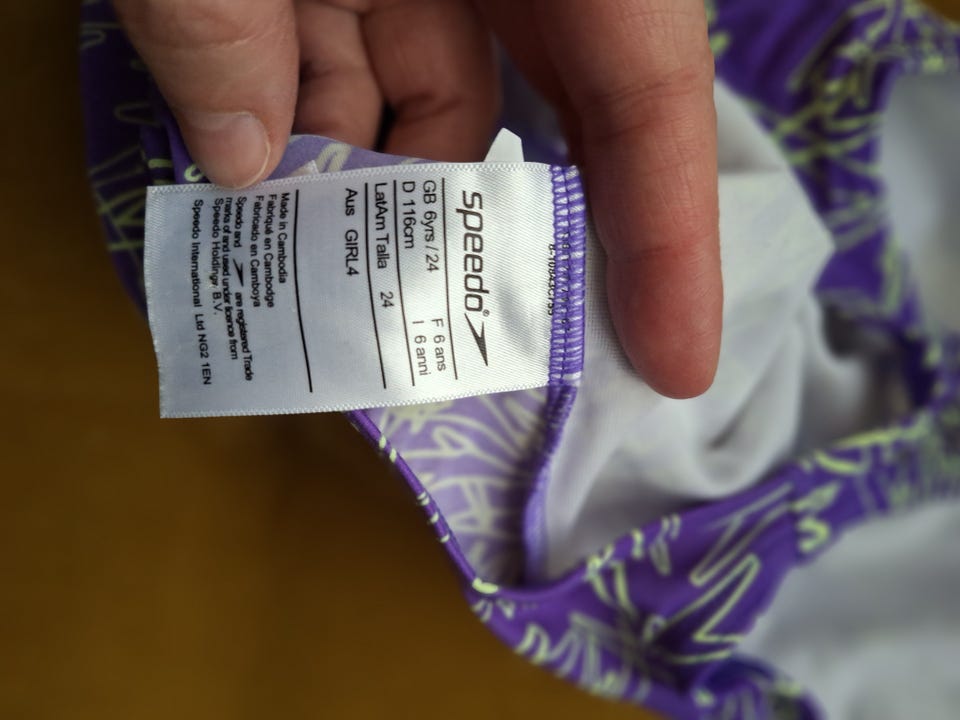 speedo®
GB 6yrs / 24 F 6 ans
D 116cm I 6 anni
LatAm Talla 24
Aus GIRL4
Made in Cambodia
Fabriqué en Cambodge
Fabricado en Camboya
Speedo and are registered Trade
marks of and used under licence from
Speedo Holdings B.V.
Speedo International Ltd NG2 1EN